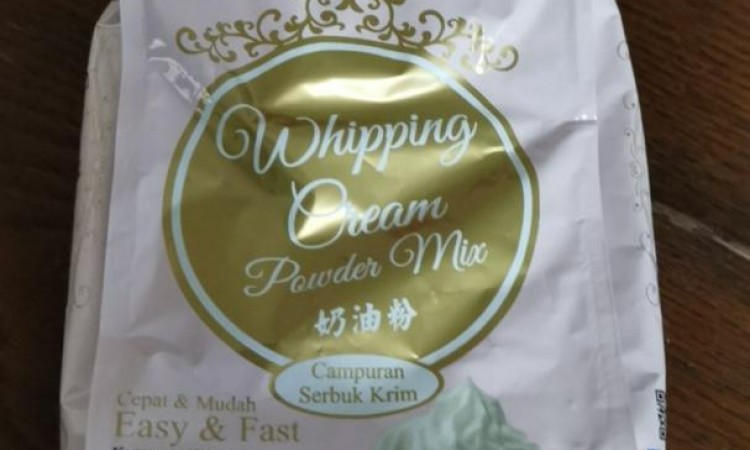 Whipping
Cream
Powder Mix
奶油粉
Campuran
Serbuk Krim
Cepat & Mudah
Easy & Fast